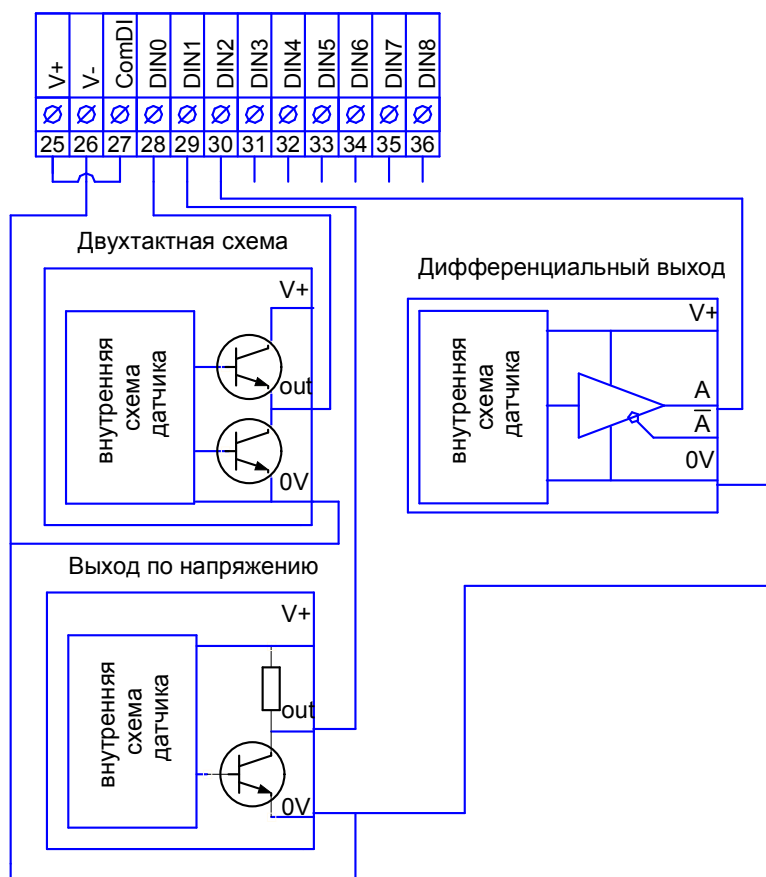 V+ V- ComDI DIN0 DIN1 DIN2 DIN3 DIN4 DIN5 DIN6 DIN7 DIN8
25 26 27 28 29 30 31 32 33 34 35 36
Двухтактная схема
V+
внутренняя
схема
датчика
out
0V
Дифференциальный выход
V+
внутренняя
схема
датчика
A
A̅
0V
Выход по напряжению
V+
внутренняя
схема
датчика
out
0V